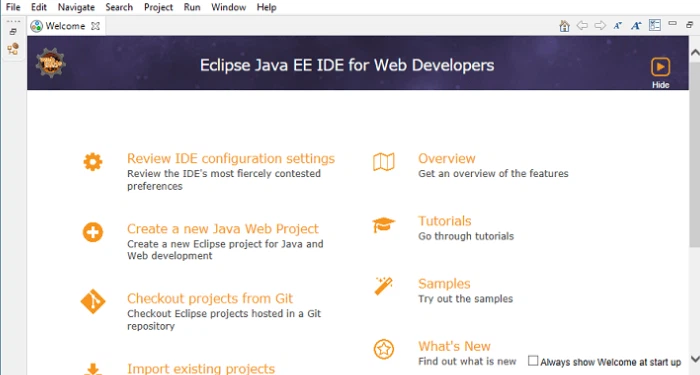 File Edit Navigate Search Project Run Window Help
Welcome
Eclipse Java EE IDE for Web Developers
Hide
Review IDE configuration settings
Review the IDE's most fiercely contested
preferences
Create a new Java Web Project
Create a new Eclipse project for Java and
Web development
Checkout projects from Git
Checkout Eclipse projects hosted in a Git
repository
Import existing projects
Overview
Get an overview of the features
Tutorials
Go through tutorials
Samples
Try out the samples
What's New
Find out what is new
Always show Welcome at start up